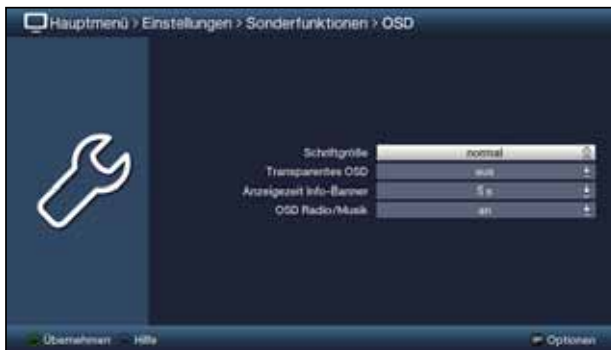 Hauptmenü > Einstellungen > Sonderfunktionen > OSD
Schriftgröße normal
Transparentes OSD aus
Anzeigezeit Info-Banner 5 s
OSD Radio/Musik an
Übernehmen Hilfe Optionen